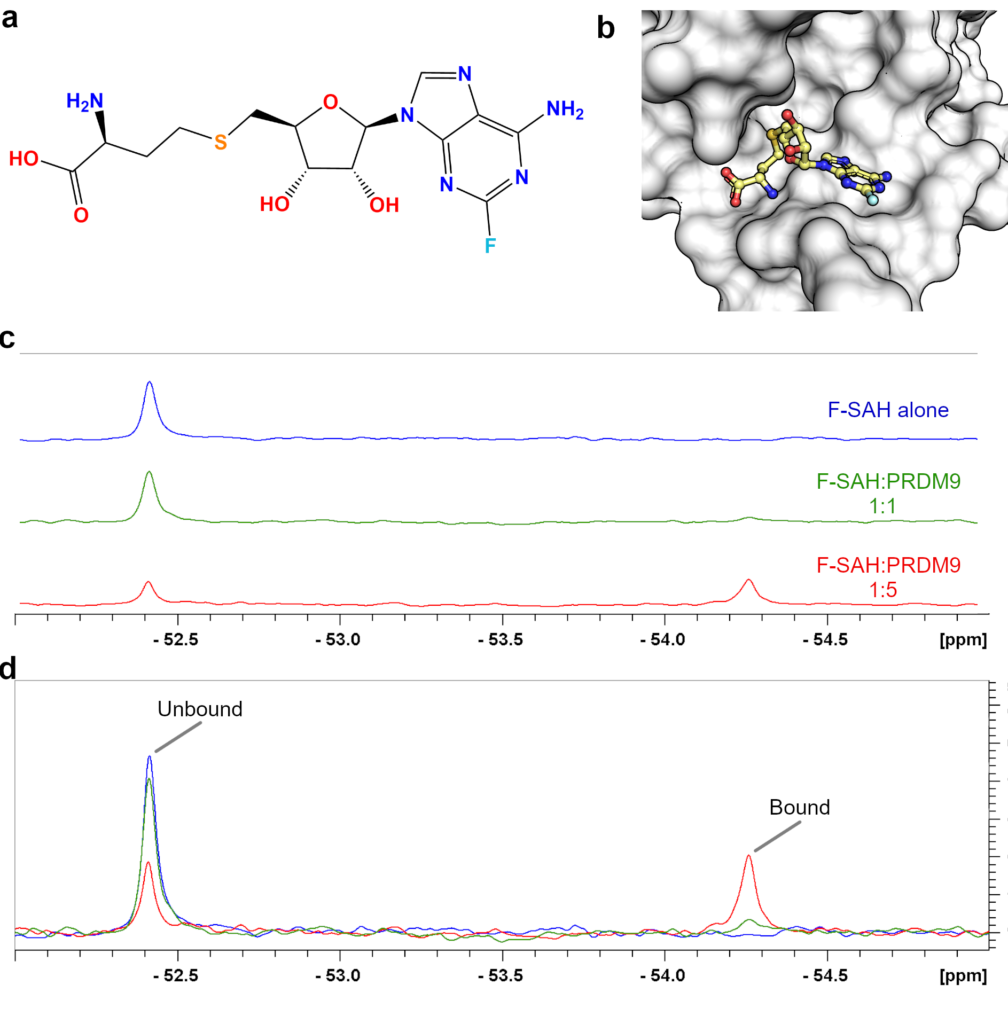 a
b
H₂N
HO
O
S
O
HO
OH
N
N
N
N
NH₂
F
c
F-SAH alone
F-SAH:PRDM9
1:1
F-SAH:PRDM9
1:5
- 52.5 - 53.0 - 53.5 - 54.0 - 54.5 [ppm]
d
Unbound
Bound
- 52.5 - 53.0 - 53.5 - 54.0 - 54.5 [ppm]